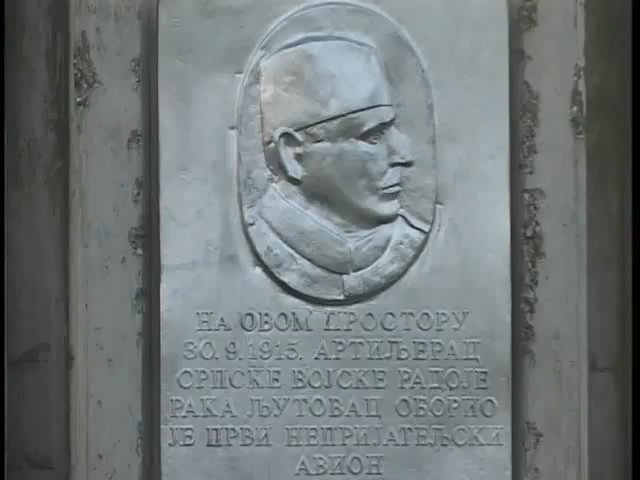 НА ОВОМ ПРОСТОРУ
30.9.1915. АРТИЉЕРАЦ
СРПСКЕ ВОЈСКЕ РАДОЈЕ
РАКА ЉУТОВАЦ ОБОРИО
ЈЕ ПРВИ НЕПРИЈАТЕЉСКИ
АВИОН